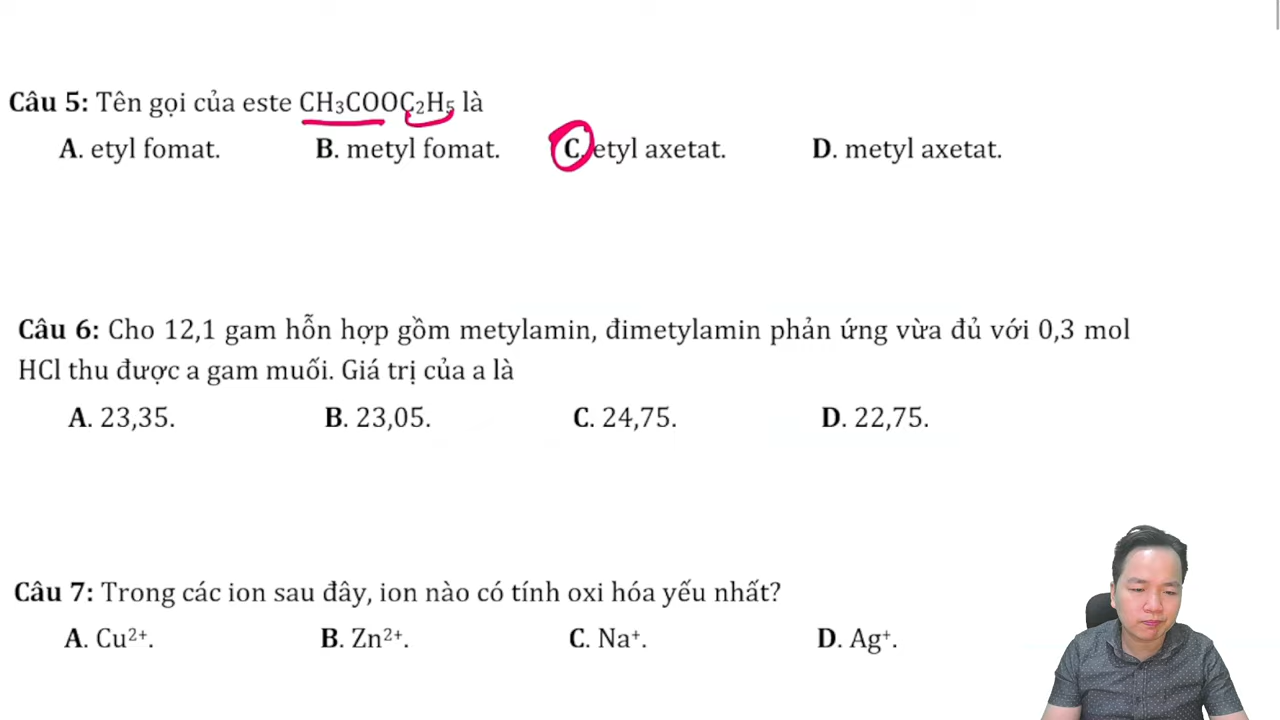 Câu 5: Tên gọi của este CH₃COOC₂H₅ là
A. etyl fomat. B. metyl fomat. C. etyl axetat. D. metyl axetat.
Câu 6: Cho 12,1 gam hỗn hợp gồm metylamin, đimetylamin phản ứng vừa đủ với 0,3 mol
HCl thu được a gam muối. Giá trị của a là
A. 23,35. B. 23,05. C. 24,75. D. 22,75.
Câu 7: Trong các ion sau đây, ion nào có tính oxi hóa yếu nhất?
A. Cu²⁺. B. Zn²⁺. C. Na⁺. D. Ag⁺.